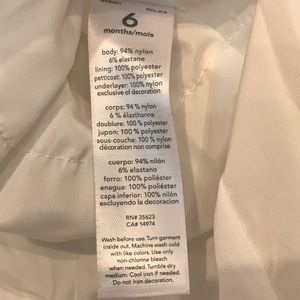 6
months/mois
body: 94% nylon
6% elastane
lining: 100% polyester
petticoat: 100% polyester
underlayer: 100% nylon
exclusive of decoration
corps: 94 % nylon
6 % élasthanne
doublure : 100% polyester
jupon : 100% polyester
sous-couche : 100 % nylon
décoration non comprise
cuerpo: 94% nilón
6% elastano
forro: 100% poliéster
enagua: 100% poliéster
capa inferior: 100% nilón
excluyendo la decoracion
RN# 35623
CA# 14974
Wash before use. Turn garment
inside out. Machine wash cold
with like colors. Use only
non-chlorine bleach
when needed. Tumble dry
medium. Cool iron if needed.
Do not iron decoration.